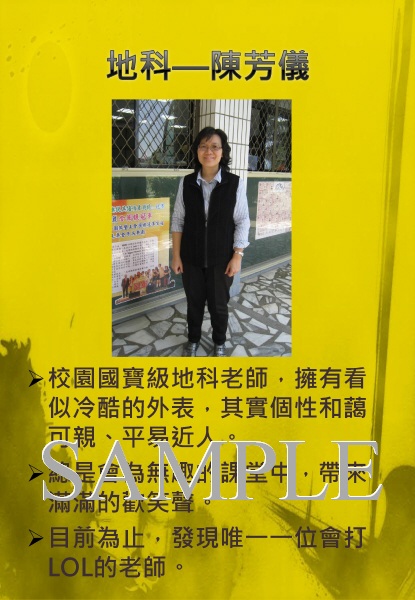 地科—陳芳儀
➢校園國寶級地科老師，擁有看
似冷酷的外表，其實個性和藹
可親、平易近人。
➢總是會為無趣的課堂中，帶來
滿滿的歡笑聲。
SAMPLE
➢目前為止，發現唯一一位會打
LOL的老師。